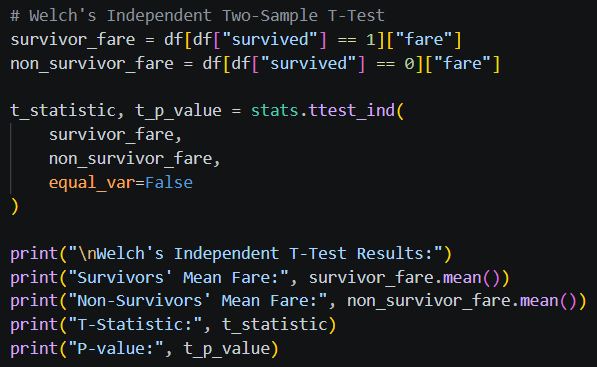 # Welch's Independent Two-Sample T-Test
survivor_fare = df[df["survived"] == 1]["fare"]
non_survivor_fare = df[df["survived"] == 0]["fare"]

t_statistic, t_p_value = stats.ttest_ind(
    survivor_fare,
    non_survivor_fare,
    equal_var=False
)

print("\nWelch's Independent T-Test Results:")
print("Survivors' Mean Fare:", survivor_fare.mean())
print("Non-Survivors' Mean Fare:", non_survivor_fare.mean())
print("T-Statistic:", t_statistic)
print("P-value:", t_p_value)